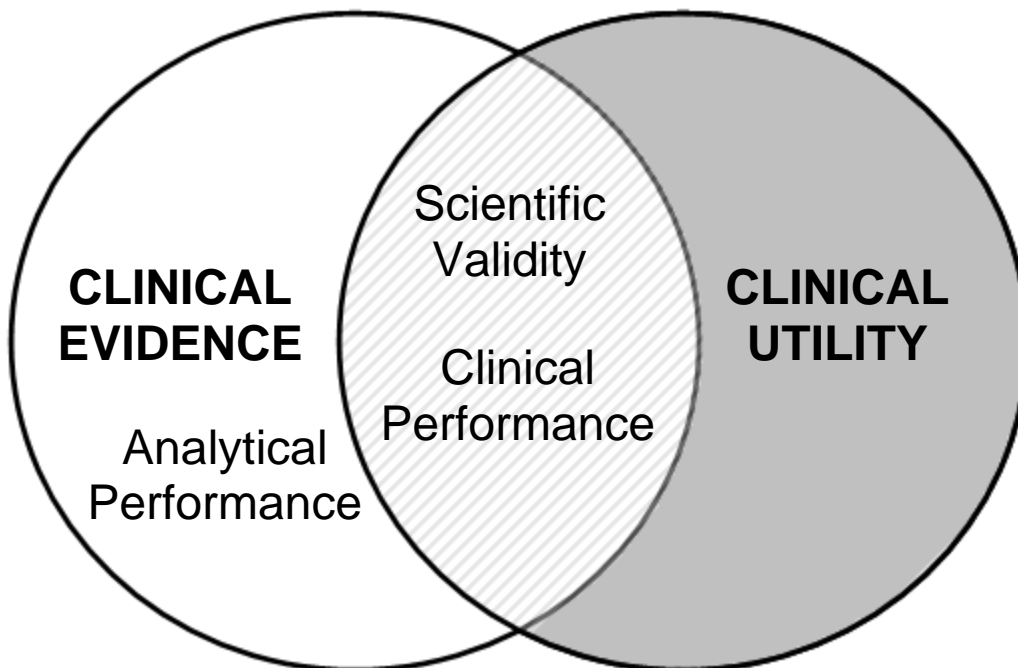 CLINICAL
EVIDENCE
Analytical
Performance
Scientific
Validity
Clinical
Performance
CLINICAL
UTILITY